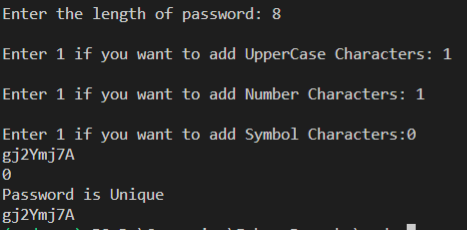 Enter the length of password: 8
Enter 1 if you want to add UpperCase Characters: 1
Enter 1 if you want to add Number Characters: 1
Enter 1 if you want to add Symbol Characters:0
gj2Ymj7A
0
Password is Unique
gj2Ymj7A